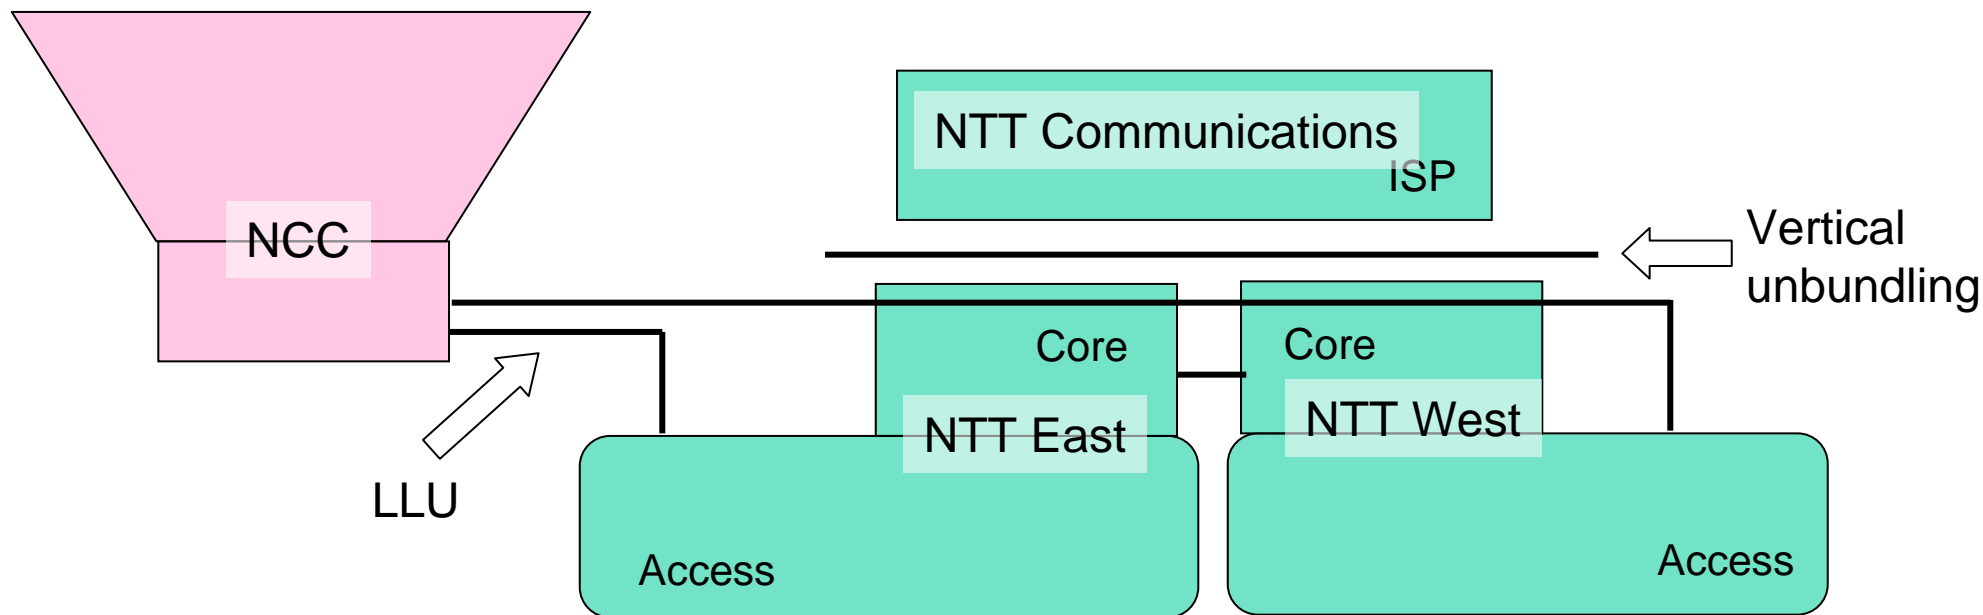 NTT Communications
ISP
NCC
Vertical
unbundling
Core
Core
NTT East
NTT West
LLU
Access
Access